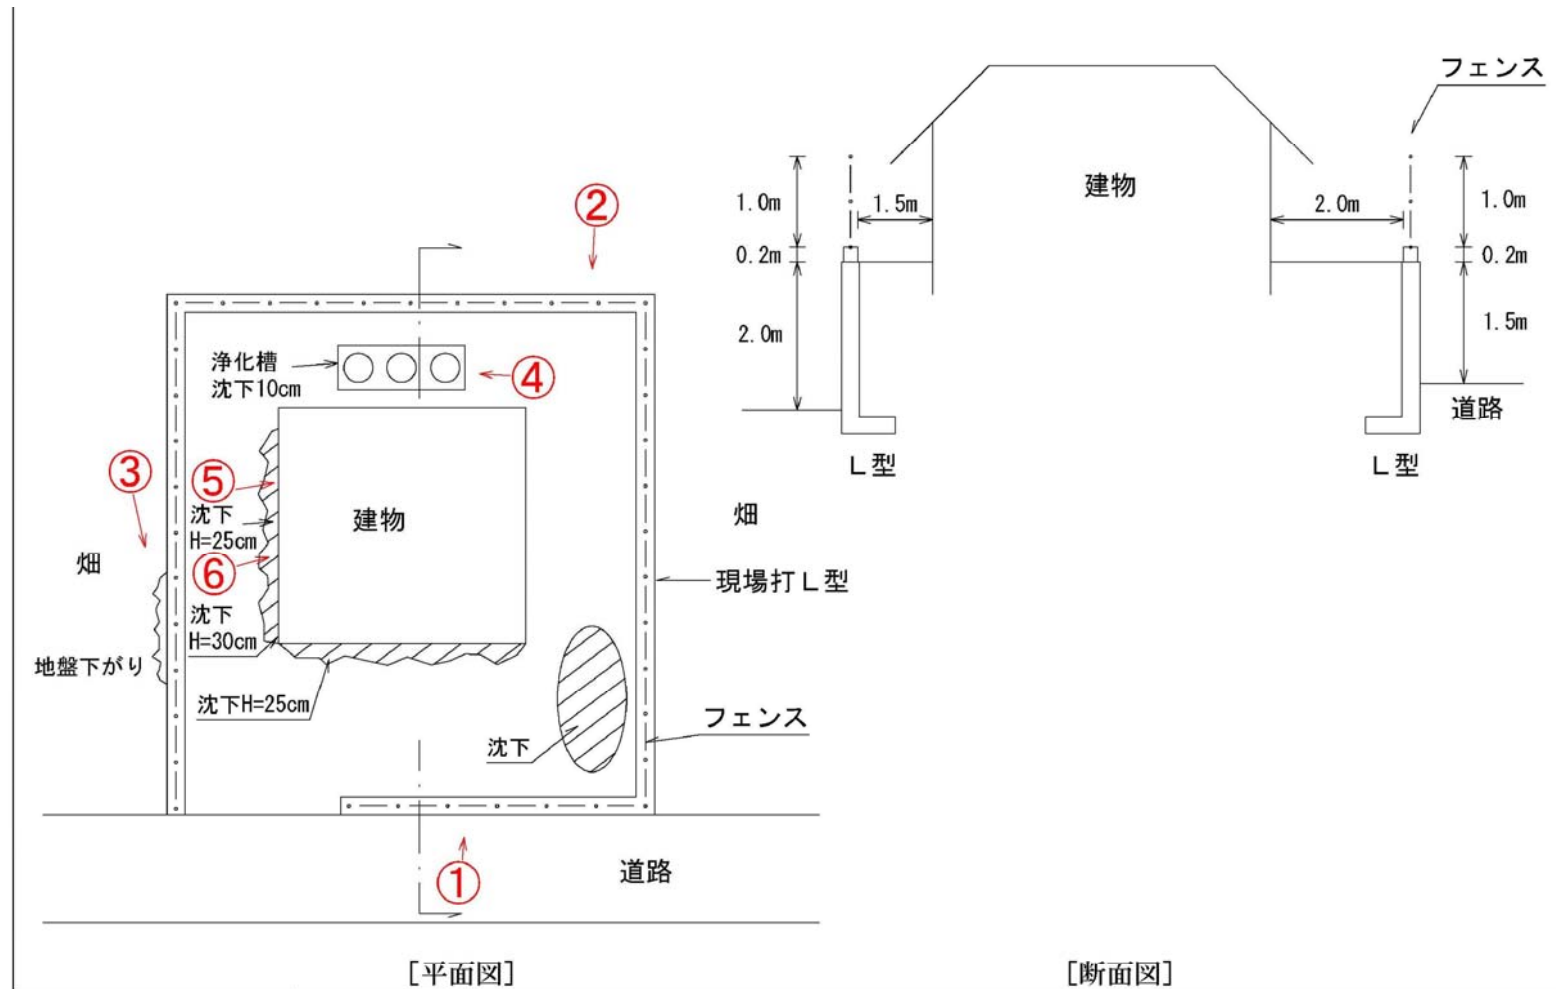 フェンス
建物
1.0m
1.5m
2.0m
1.0m
0.2m
0.2m
2.0m
1.5m
道路
L型
L型
②
浄化槽
沈下10cm
④
③
⑤
沈下
H=25cm
⑥
建物
畑
畑
現場打L型
沈下
H=30cm
地盤下がり
沈下H=25cm
沈下
フェンス
①
道路
[平面図]
[断面図]